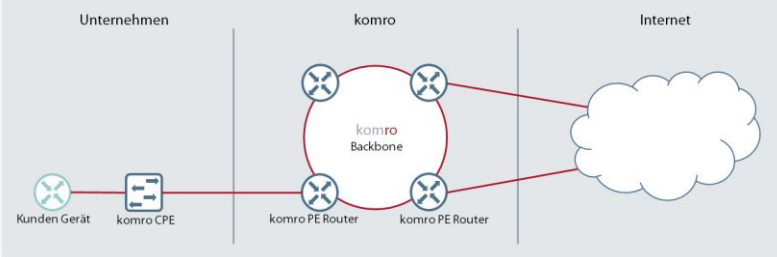 Unternehmen
komro
Internet
komro
Backbone
Kunden Gerät
komro CPE
komro PE Router
komro PE Router